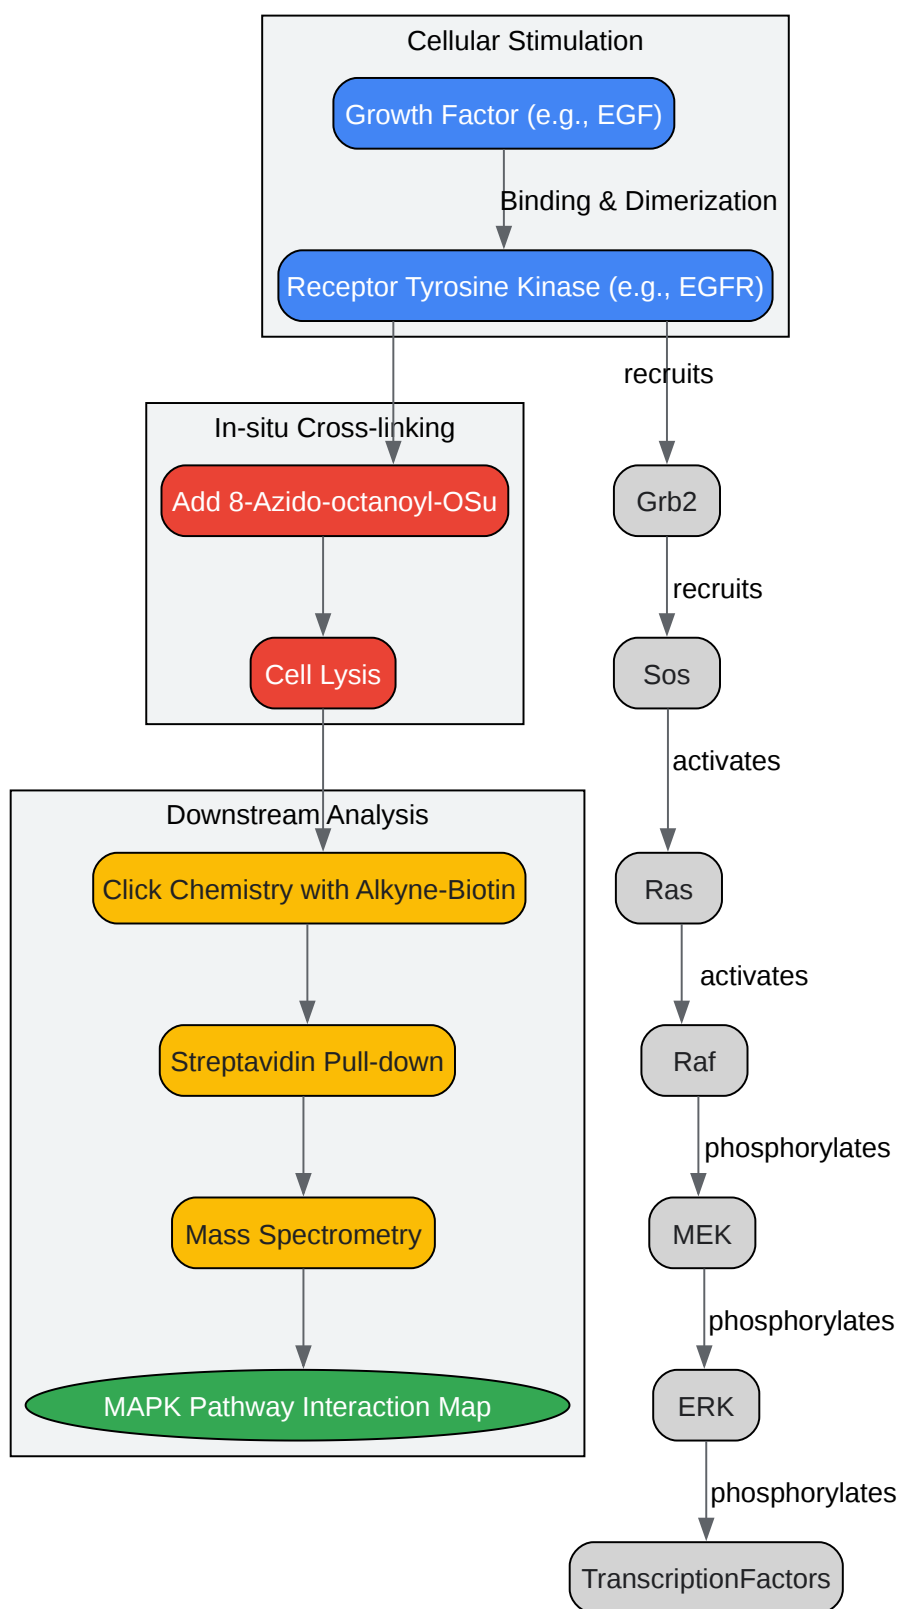 Cellular Stimulation
Growth Factor (e.g., EGF)
Binding & Dimerization
Receptor Tyrosine Kinase (e.g., EGFR)
recruits
In-situ Cross-linking
Add 8-Azido-octanoyl-OSu
Grb2
recruits
Cell Lysis
Sos
activates
Downstream Analysis
Click Chemistry with Alkyne-Biotin
Ras
activates
Streptavidin Pull-down
Raf
phosphorylates
Mass Spectrometry
MEK
phosphorylates
MAPK Pathway Interaction Map
ERK
phosphorylates
TranscriptionFactors